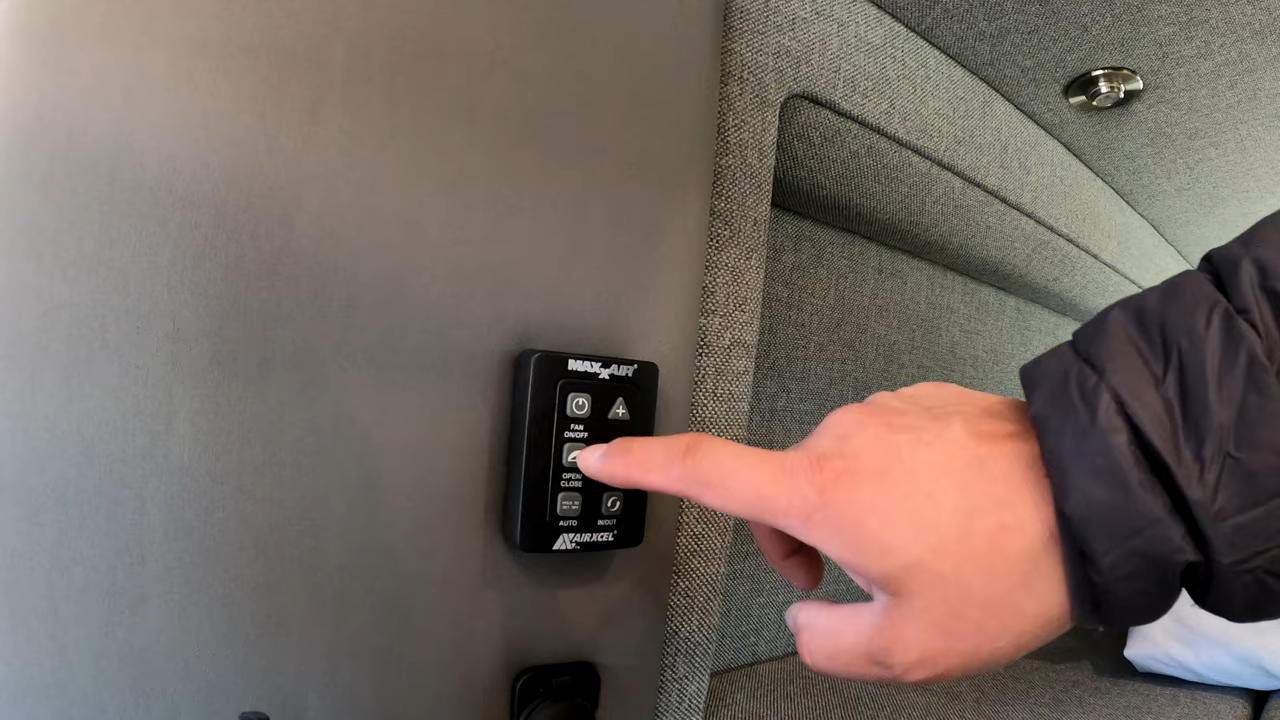 MAXXAIR®
FAN
ON/OFF
OPEN/
CLOSE
AUTO
IN/OUT
AIRXCEL®